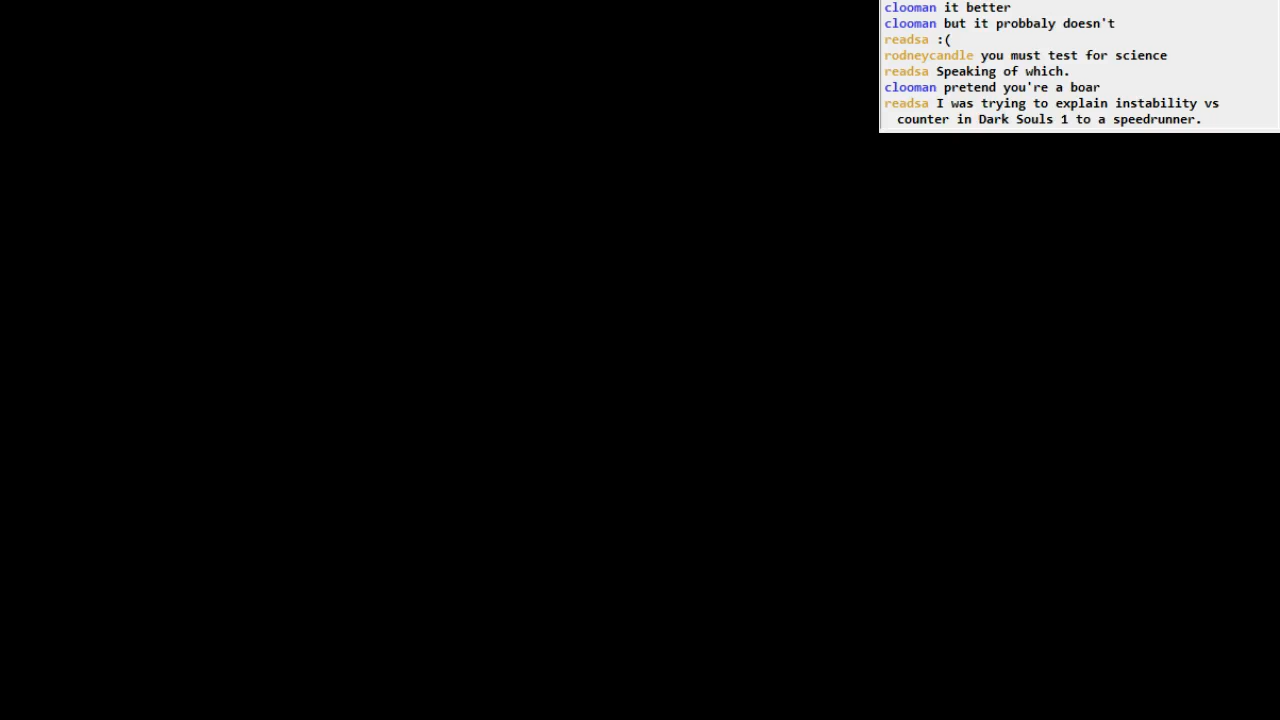 clooman it better
clooman but it probbaly doesn't
readsa :(
rodneycandle you must test for science
readsa Speaking of which.
clooman pretend you're a boar
readsa I was trying to explain instability vs
counter in Dark Souls 1 to a speedrunner.